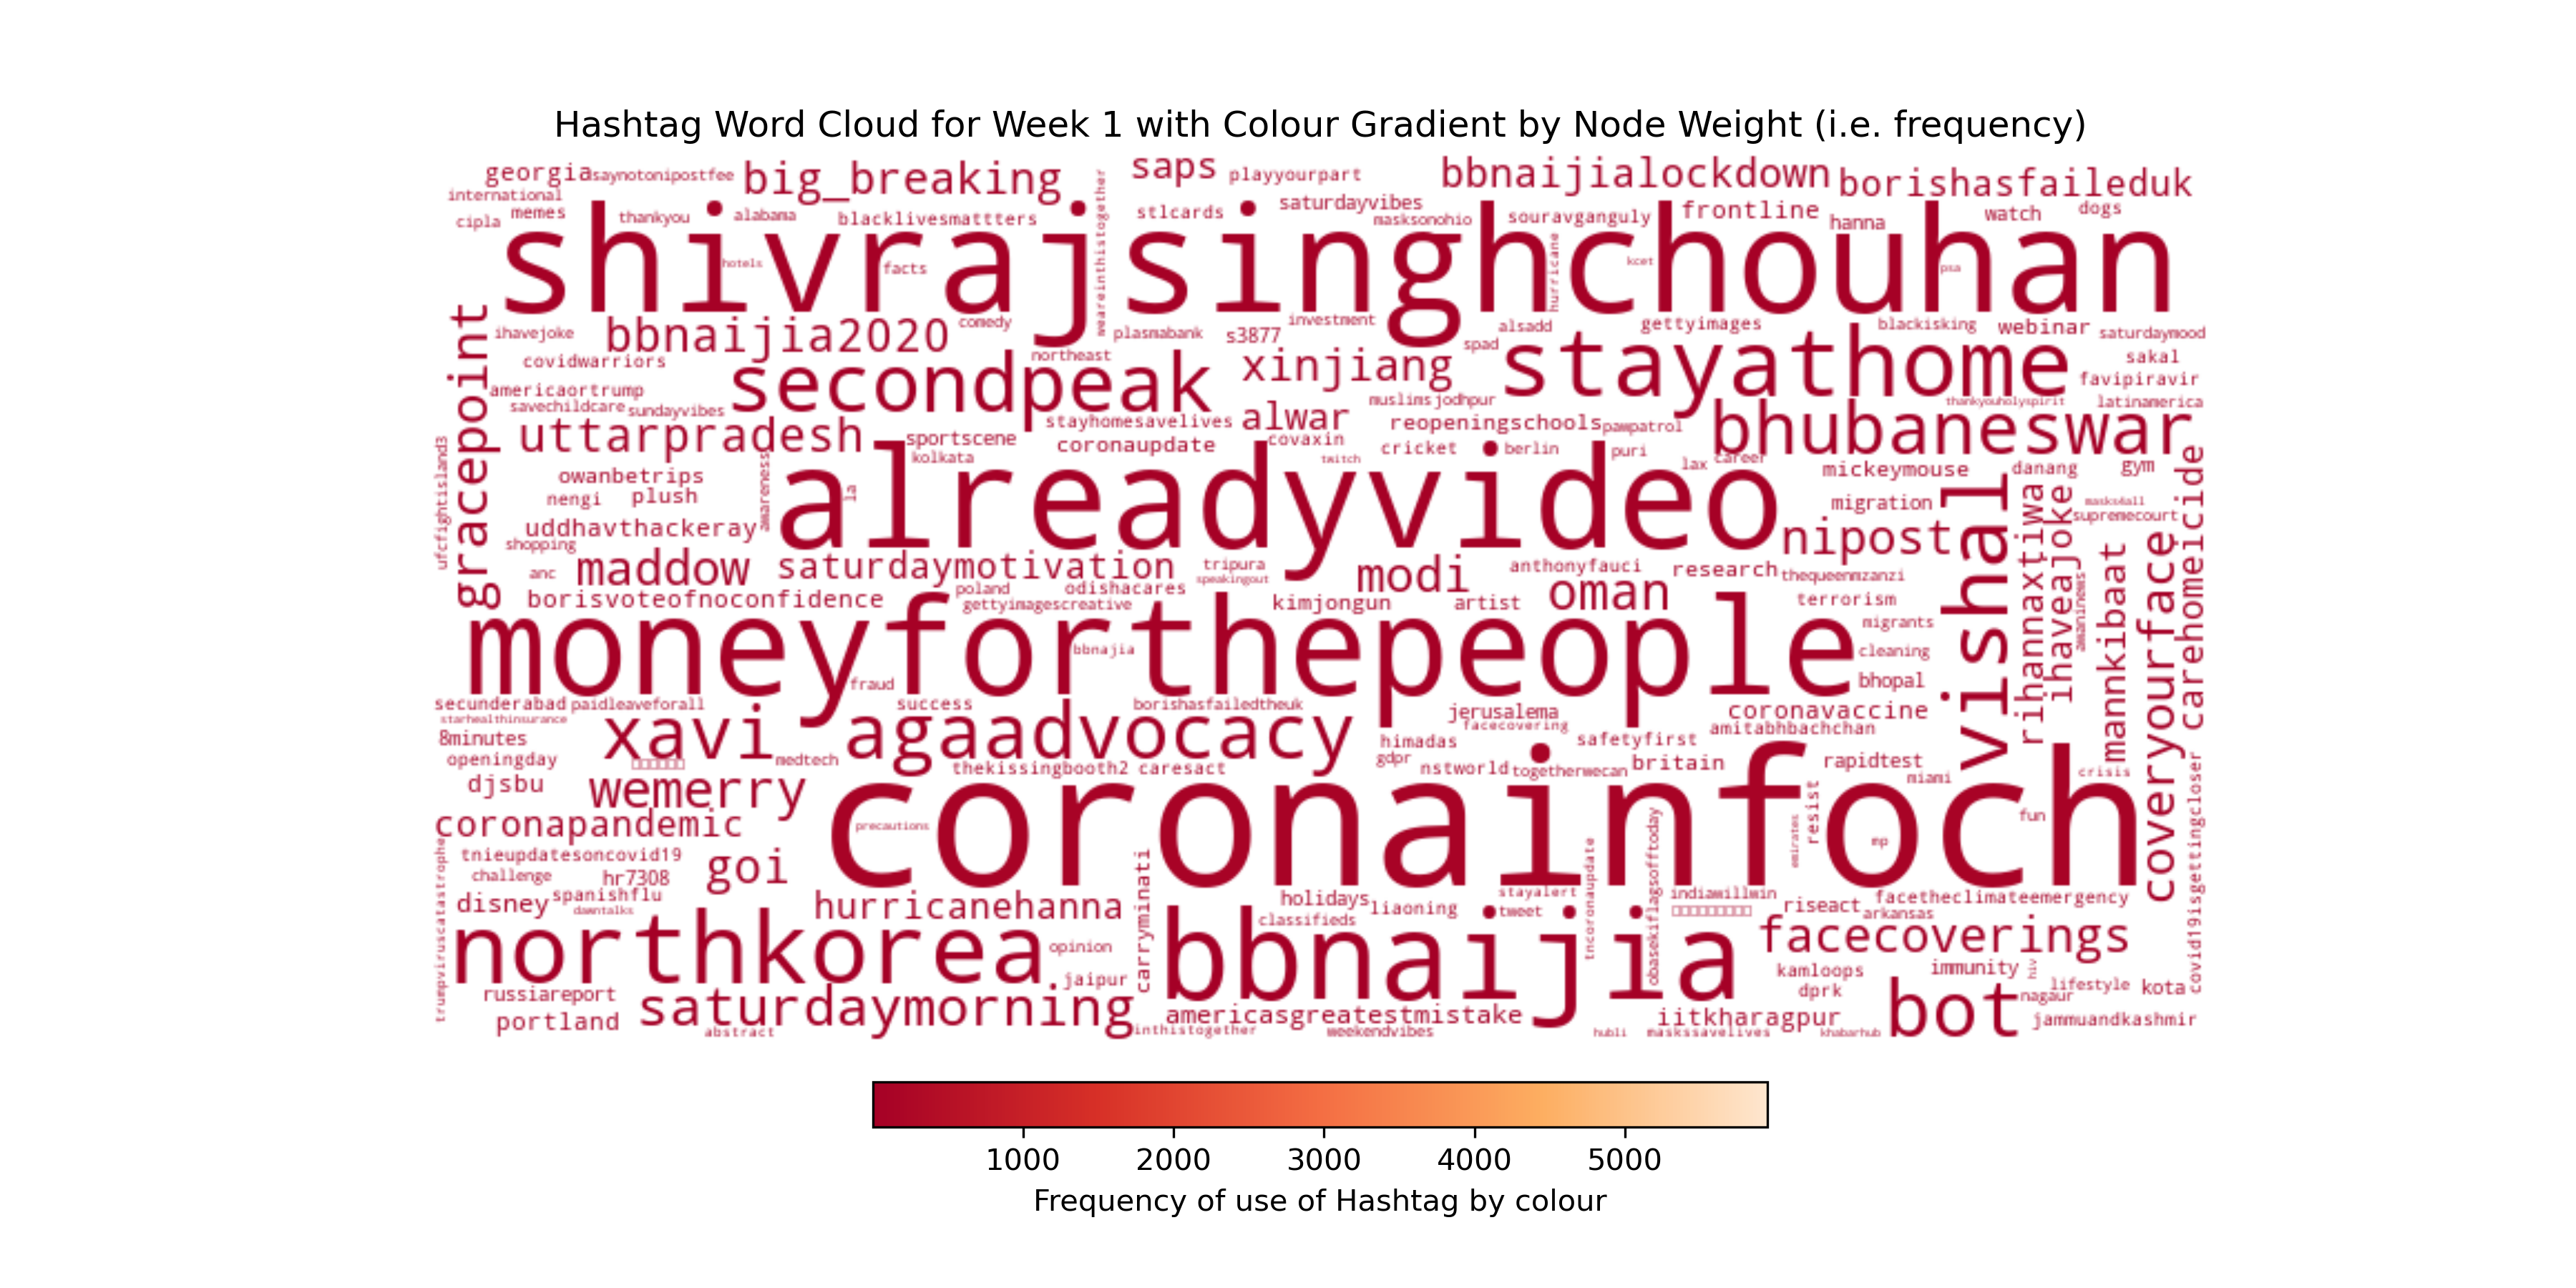 Hashtag Word Cloud for Week 1 with Colour Gradient by Node Weight (i.e. frequency)
georgia saynotonipostfee big_breaking saps playyourpart bbnaijialockdown borishasfaileduk
international
cipla memes thankyou alabama blacklivesmattters weareinthistogether stlcards saturdayvibes masksonohio souravganguly frontline hanna watch dogs
shivrajsinghchouhan
hotels facts hurricane kcet psa
gracepoint ihavejoke bbnaijia2020 comedy plasmabank s3877 investment alsadd gettyimages blackisking webinar saturdaymood
covidwarriors northeast xinjiang spad stayathome sakal
americaortrump secondpeak favipiravir
savechildcare sundayvibes muslimsjodhpur thankyouholyspirit latinamerica
stayhomesavelives alwar reopeningschools pawpatrol bhubaneswar
uttarpradesh sportscene coronaupdate covaxin cricket berlin puri
kolkata twitch lax career mickeymouse danang gym
ufcfightisland3 owanbetrips awareness la alreadyvideo vishal rihannaxtiwa ihaveajoke masks4all carehomeicide
nengi plush migration supremecourt
uddhavthackeray nipost
shopping
anc maddow saturdaymotivation tripura modi anthonyfauci research thequeenmzanzi awaninews mannkibaat coveryourface
speakingout
borisvoteofnoconfidence poland odishacares oman
gettyimagescreative kimjongun artist terrorism
moneyforthepeople migrants
bbnajia cleaning
fraud bhopal
secunderabad paidleaveforall success borishasfailedtheuk jerusalema coronavaccine
starhealthinsurance xavi agaadvocacy facecovering amitabhbachchan
8minutes himadas safetyfirst
openingday medtech thekissingbooth2 caresact gdpr nstworld togetherwecan britain rapidtest miami crisis
djsbu wemerry coronainfoch covid19isgettingcloser
coronapandemic precautions resist emirates mp fun
trumpviruscatastrophe tnieupdatesoncovid19 goi carryminati tncoronaupdate obasekiflagsofftoday
challenge hr7308
disney spanishflu hurricanehanna holidays stayalert indiawillwin facetheclimateemergency
dawntalks classifieds liaoning tweet riseact arkansas
northkorea opinion bbnaijia facecoverings
jaipur kamloops immunity hiv
russiareport saturdaymorning dprk bot nagaur lifestyle kota
portland abstract inthistogether americasgreatestmistake weekendvibes hubli iitkharagpur maskssavelives khabarhub jammuandkashmir
1000 2000 3000 4000 5000
Frequency of use of Hashtag by colour